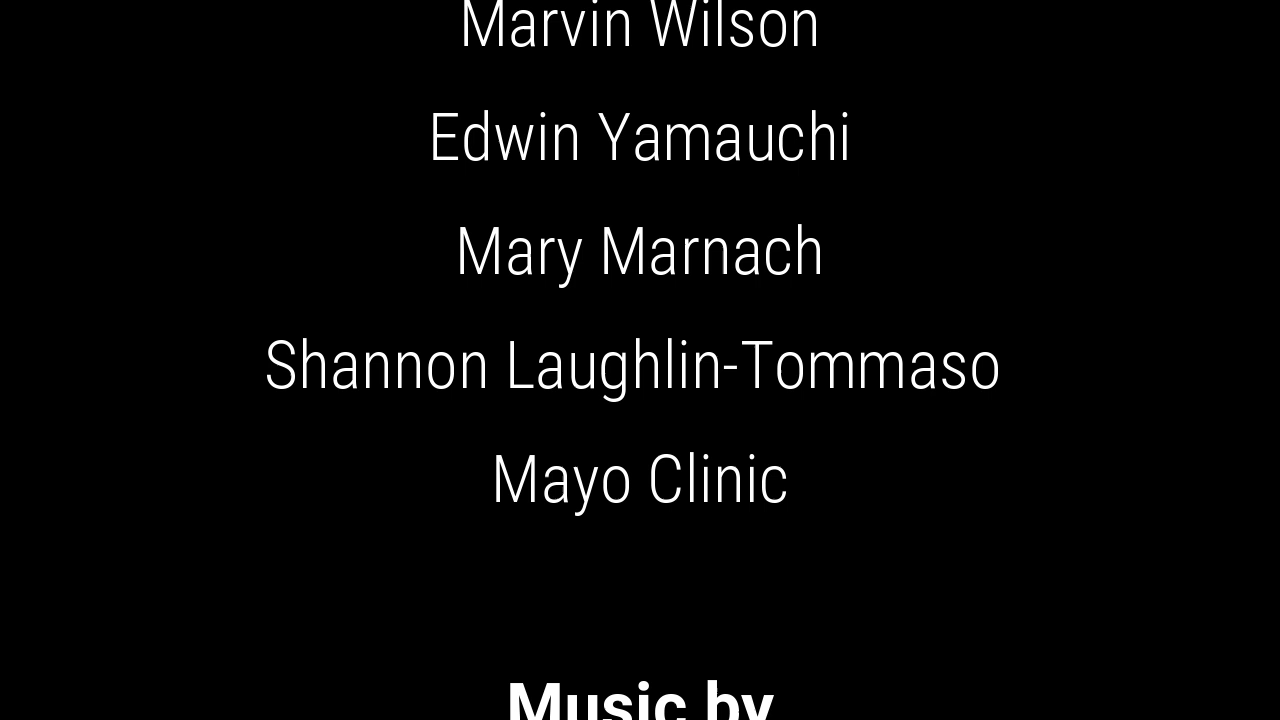 Marvin Wilson
Edwin Yamauchi
Mary Marnach
Shannon Laughlin-Tommaso
Mayo Clinic
Music by